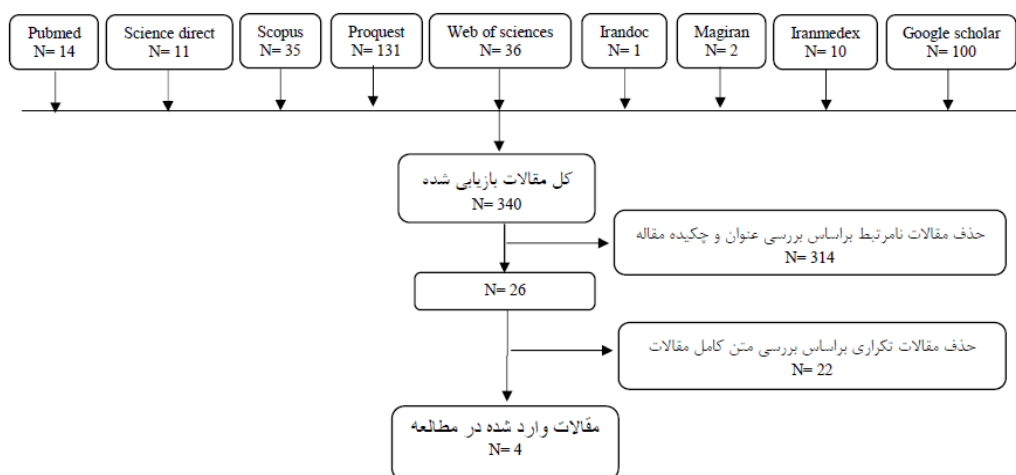 Pubmed
N= 14
Science direct
N= 11
Scopus
N= 35
Proquest
N= 131
Web of sciences
N= 36
Irandoc
N= 1
Magiran
N= 2
Iranmedex
N= 10
Google scholar
N= 100
کل مقالات بازیابی شده
N= 340
حذف مقالات نامرتبط براساس بررسی عنوان و چکیده مقاله
N= 314
N= 26
حذف مقالات تکراری براساس بررسی متن کامل مقالات
N= 22
مقالات وارد شده در مطالعه
N= 4